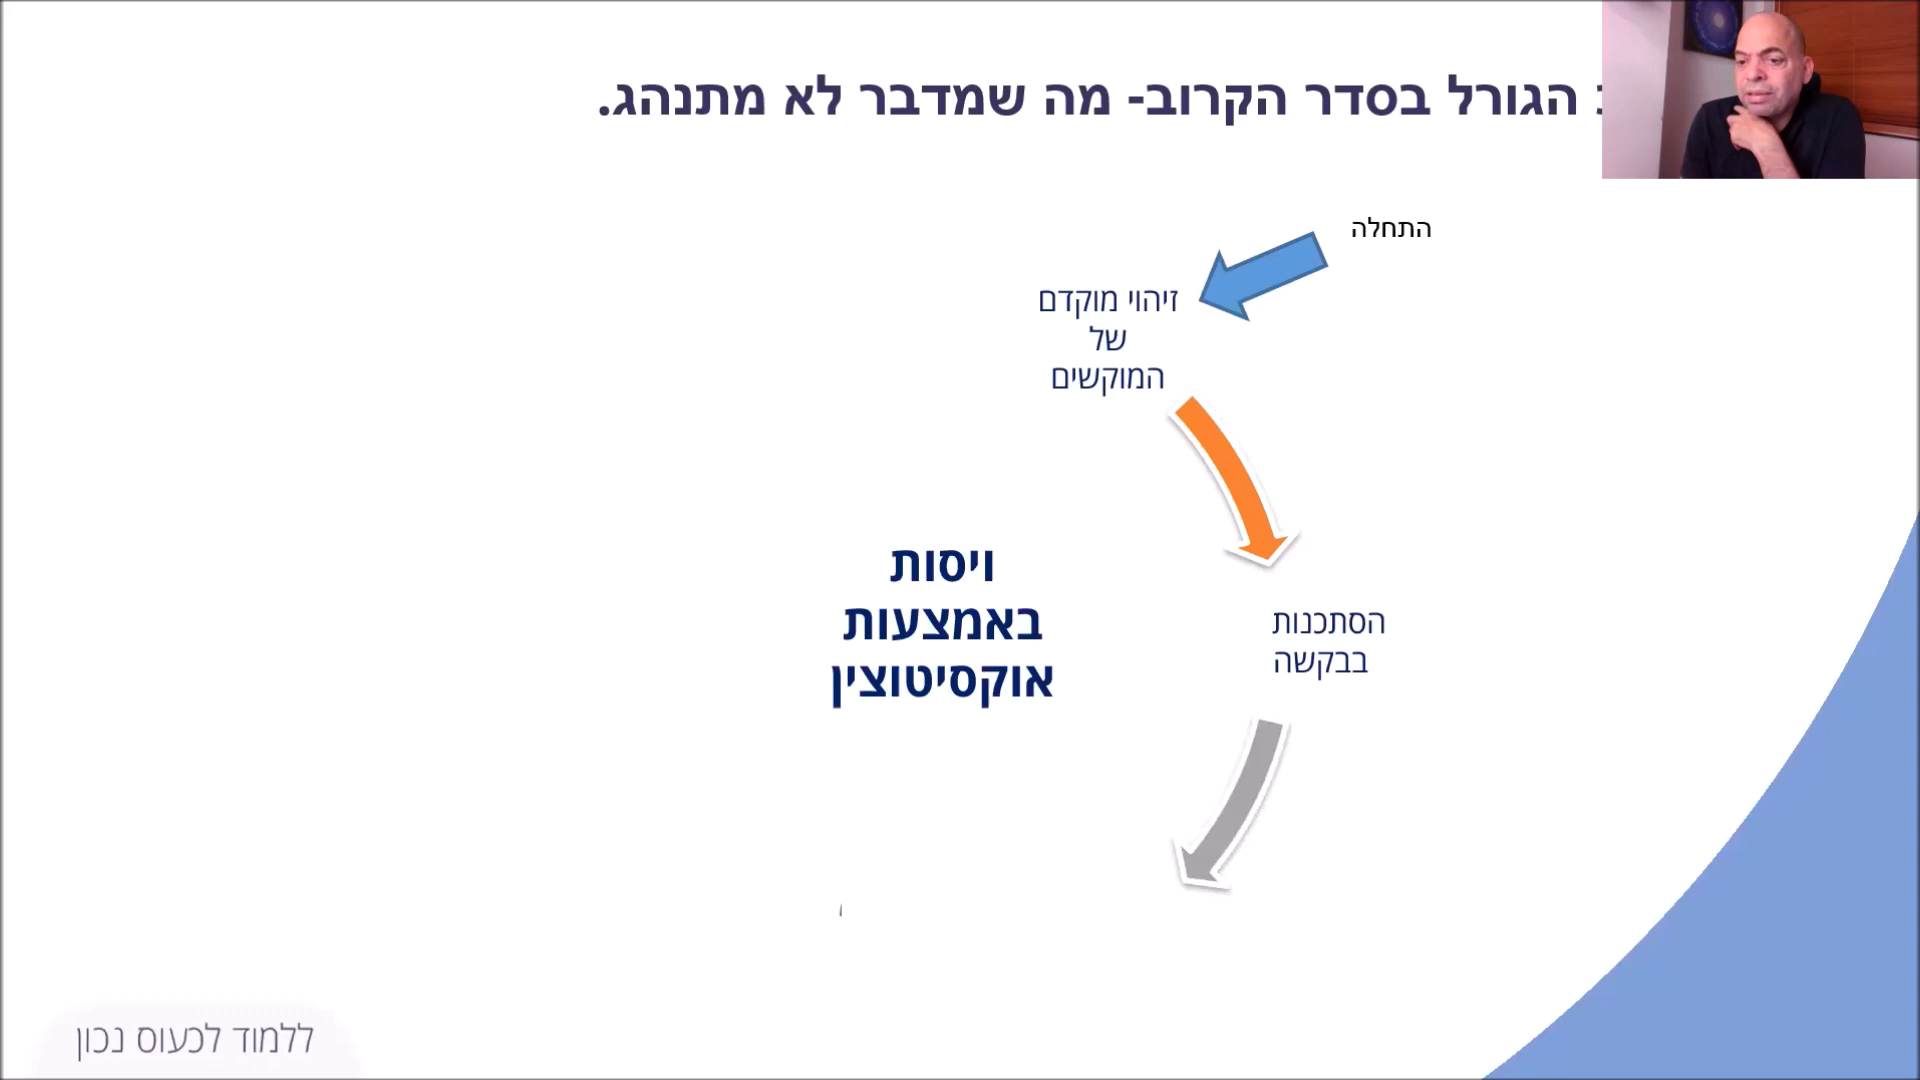 הגורל בסדר הקרוב- מה שמדבר לא מתנהג.
התחלה
זיהוי מוקדם
של
המוקשים
הסתכנות
בבקשה
ויסות
באמצעות
אוקסיטוצין
ללמוד לכעוס נכון